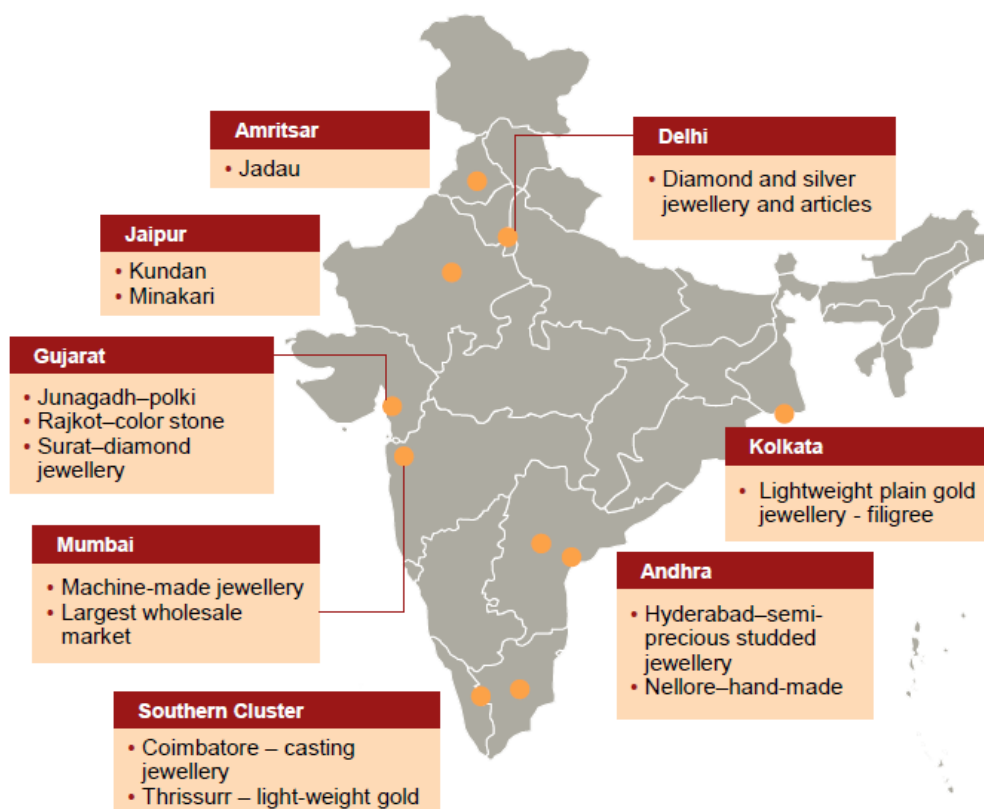 Amritsar
• Jadau
Delhi
• Diamond and silver
jewellery and articles
Jaipur
• Kundan
• Minakari
Gujarat
• Junagadh–polki
• Rajkot–color stone
• Surat–diamond
jewellery
Kolkata
• Lightweight plain gold
jewellery - filigree
Mumbai
• Machine-made jewellery
• Largest wholesale
market
Andhra
• Hyderabad–semi-
precious studded
jewellery
• Nellore–hand-made
Southern Cluster
• Coimbatore – casting
jewellery
• Thrissurr – light-weight gold